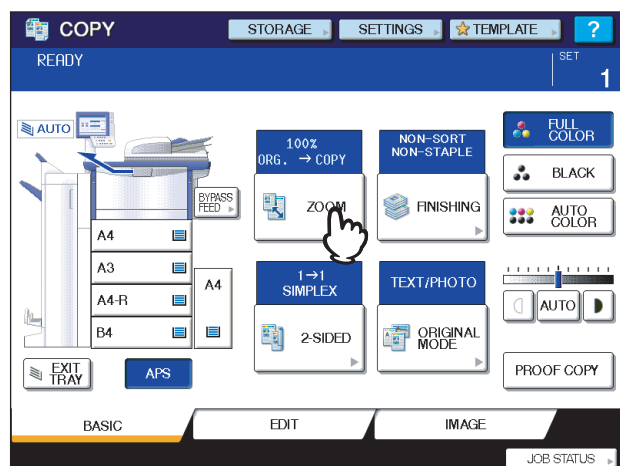 COPY
STORAGE
SETTINGS
TEMPLATE
?
READY
SET
1
AUTO
BYPASS
FEED
A4
A3
A4-R
B4
A4
EXIT
TRAY
APS
100%
ORG. → COPY
ZOOM
NON-SORT
NON-STAPLE
FINISHING
1→1
SIMPLEX
2-SIDED
TEXT/PHOTO
ORIGINAL
MODE
FULL
COLOR
BLACK
AUTO
COLOR
AUTO
PROOF COPY
BASIC
EDIT
IMAGE
JOB STATUS